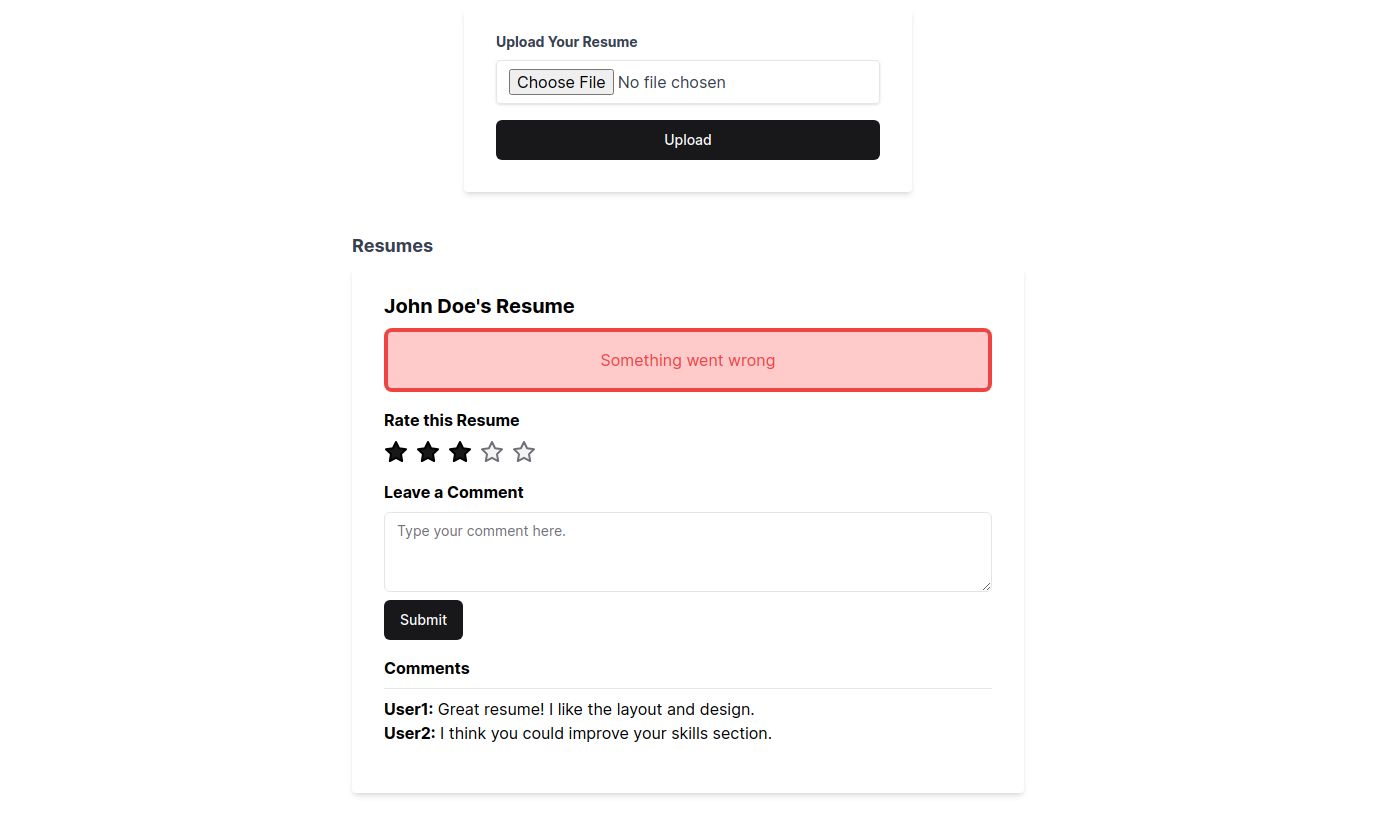 Upload Your Resume
Choose File No file chosen
Upload
Resumes
John Doe's Resume
Something went wrong
Rate this Resume
Leave a Comment
Type your comment here.
Submit
Comments
User1: Great resume! I like the layout and design.
User2: I think you could improve your skills section.